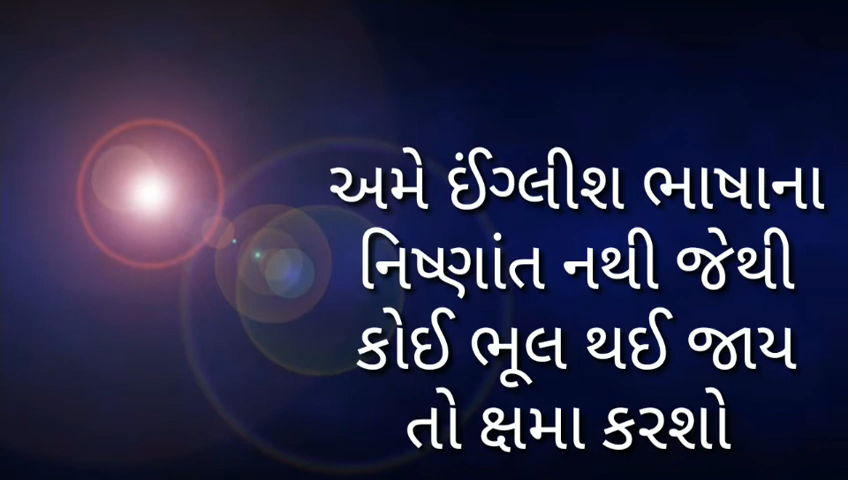 અમે ઈંગ્લીશ ભાષાના
નિષ્ણાંત નથી જેથી
કોઈ ભૂલ થઈ જાય
તો ક્ષમા કરશો